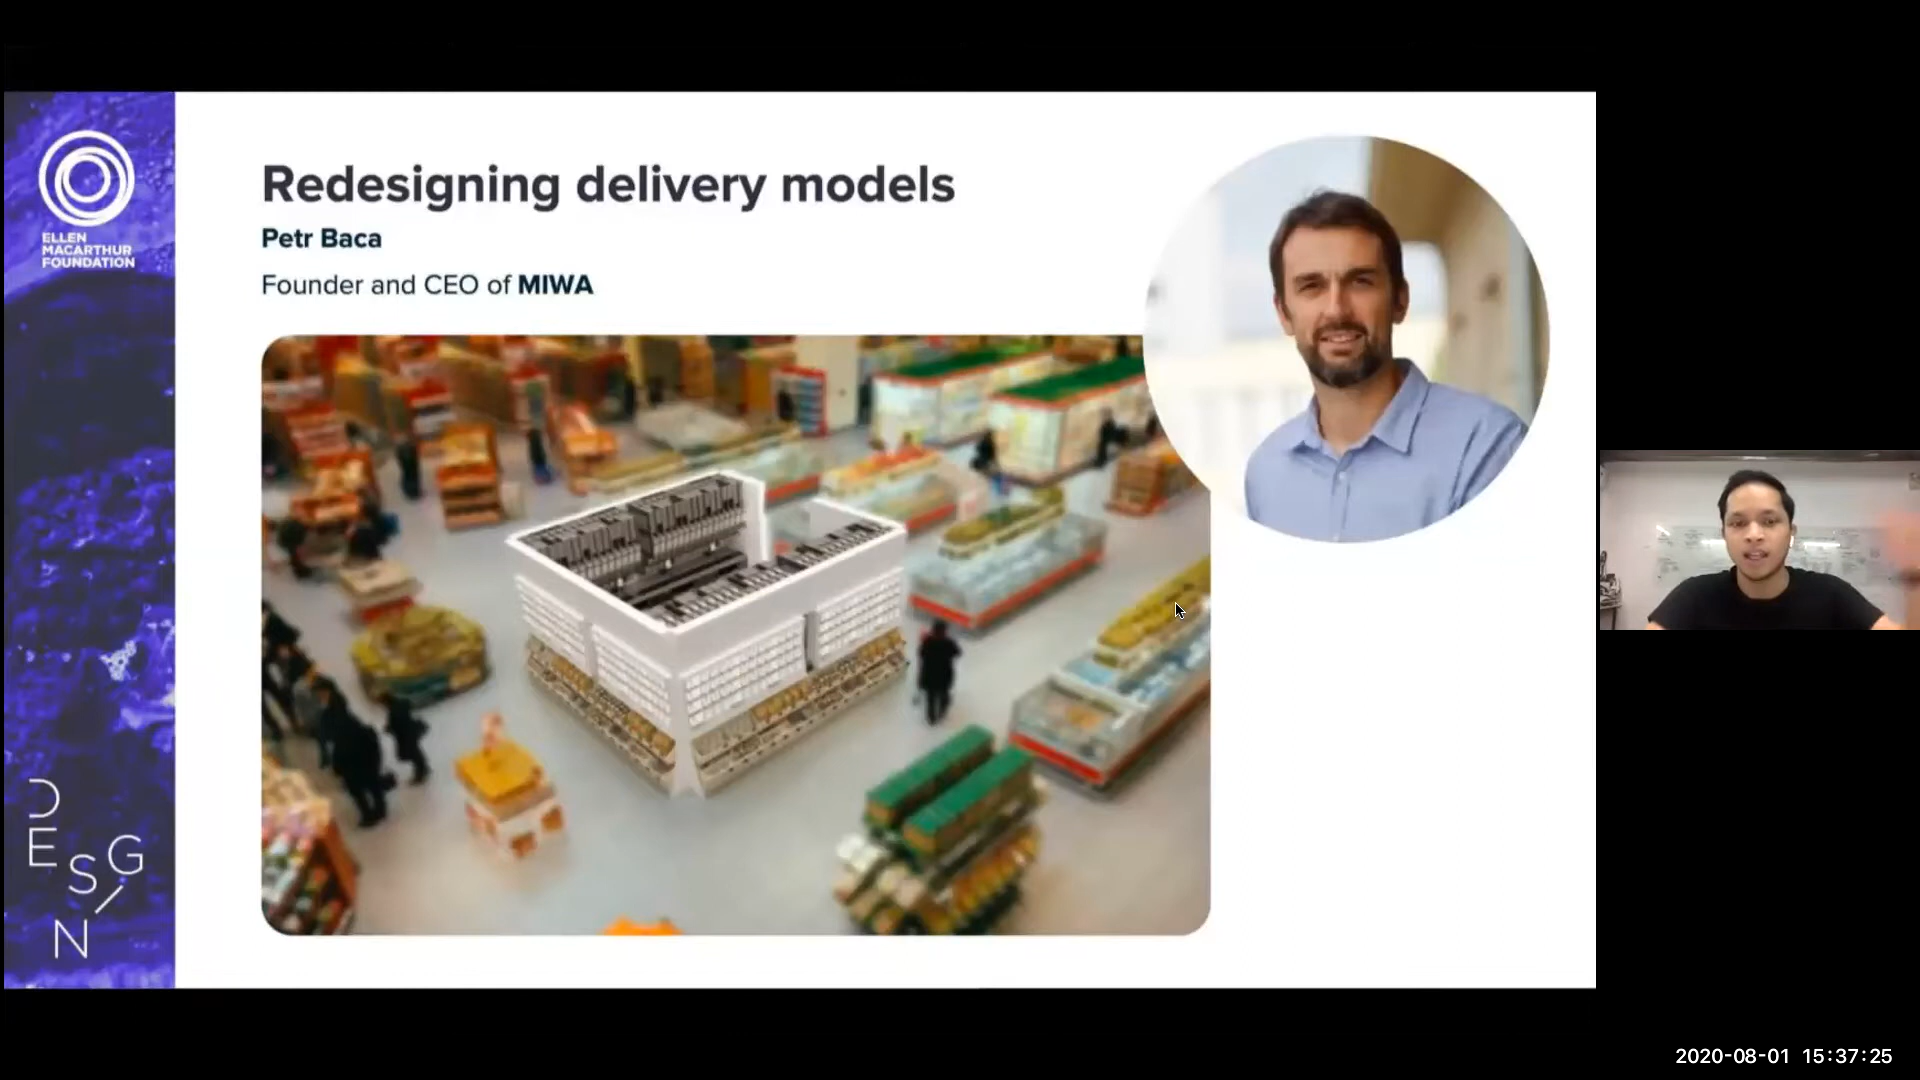 ELLEN
MACARTHUR
FOUNDATION
Redesigning delivery models
Petr Baca
Founder and CEO of MIWA
DESIGN
2020-08-01 15:37:25